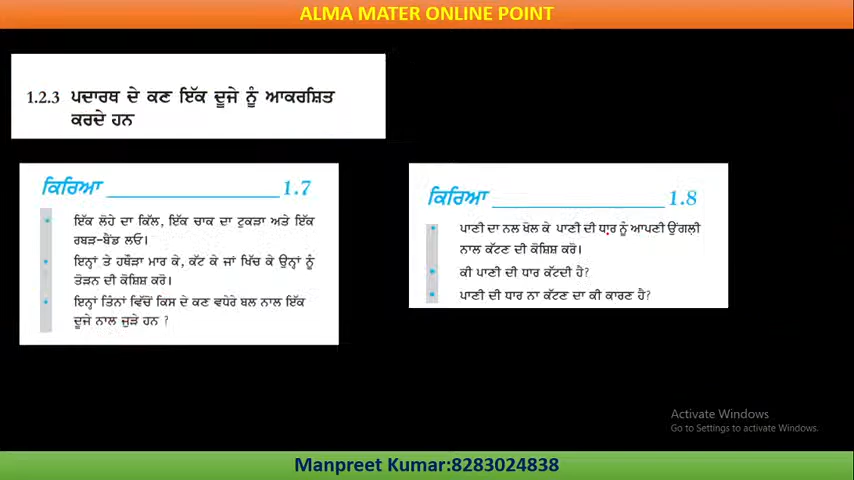 ALMA MATER ONLINE POINT
1.2.3 ਪਦਾਰਥ ਦੇ ਕਣ ਇੱਕ ਦੂਜੇ ਨੂੰ ਆਕਰਸ਼ਿਤ
ਕਰਦੇ ਹਨ
ਕਿਰਿਆ ____________________ 1.7
ਇੱਕ ਲੋਹੇ ਦਾ ਕਿੱਲ, ਇੱਕ ਚਾਕ ਦਾ ਟੁਕੜਾ ਅਤੇ ਇੱਕ
ਰਬੜ-ਬੈਂਡ ਲਓ।
ਇਨ੍ਹਾਂ ਤੇ ਹਥੌੜਾ ਮਾਰ ਕੇ, ਕੱਟ ਕੇ ਜਾਂ ਖਿੱਚ ਕੇ ਉਨ੍ਹਾਂ ਨੂੰ
ਤੋੜਨ ਦੀ ਕੋਸ਼ਿਸ਼ ਕਰੋ।
ਇਨ੍ਹਾਂ ਤਿੰਨਾਂ ਵਿੱਚੋਂ ਕਿਸ ਦੇ ਕਣ ਵਧੇਰੇ ਬਲ ਨਾਲ ਇੱਕ
ਦੂਜੇ ਨਾਲ ਜੁੜੇ ਹਨ ?
ਕਿਰਿਆ ____________________ 1.8
ਪਾਣੀ ਦਾ ਨਲ ਖੋਲ ਕੇ ਪਾਣੀ ਦੀ ਧਾਰ ਨੂੰ ਆਪਣੀ ਉਂਗਲੀ
ਨਾਲ ਕੱਟਣ ਦੀ ਕੋਸ਼ਿਸ਼ ਕਰੋ।
ਕੀ ਪਾਣੀ ਦੀ ਧਾਰ ਕੱਟਦੀ ਹੈ?
ਪਾਣੀ ਦੀ ਧਾਰ ਨਾ ਕੱਟਣ ਦਾ ਕੀ ਕਾਰਣ ਹੈ?
Activate Windows
Go to Settings to activate Windows.
Manpreet Kumar:8283024838